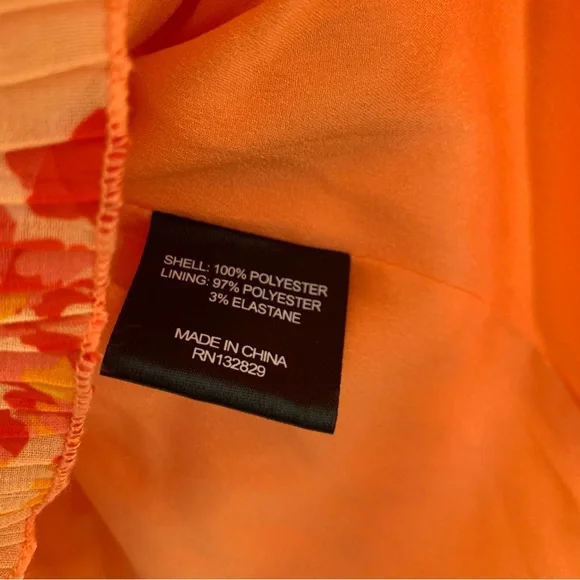 SHELL: 100% POLYESTER
LINING: 97% POLYESTER
3% ELASTANE
MADE IN CHINA
RN132829